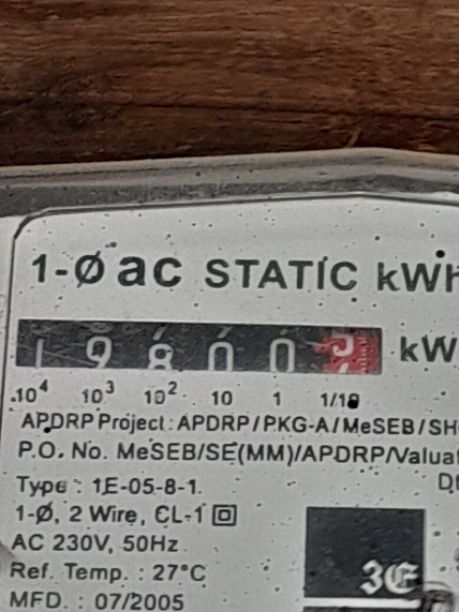 1-Ø ac STATIC kWh
19800 kW
10⁴ 10³ 10² 10 1 1/10
APDRP Project: APDRP/PKG-A/MeSEB/SH
P.O. No. MeSEB/SE(MM)/APDRP/Valua
Type : 1E-05-8-1.
1-Ø, 2 Wire, CL-1
AC 230V, 50Hz
Ref. Temp. : 27°C
MFD. : 07/2005